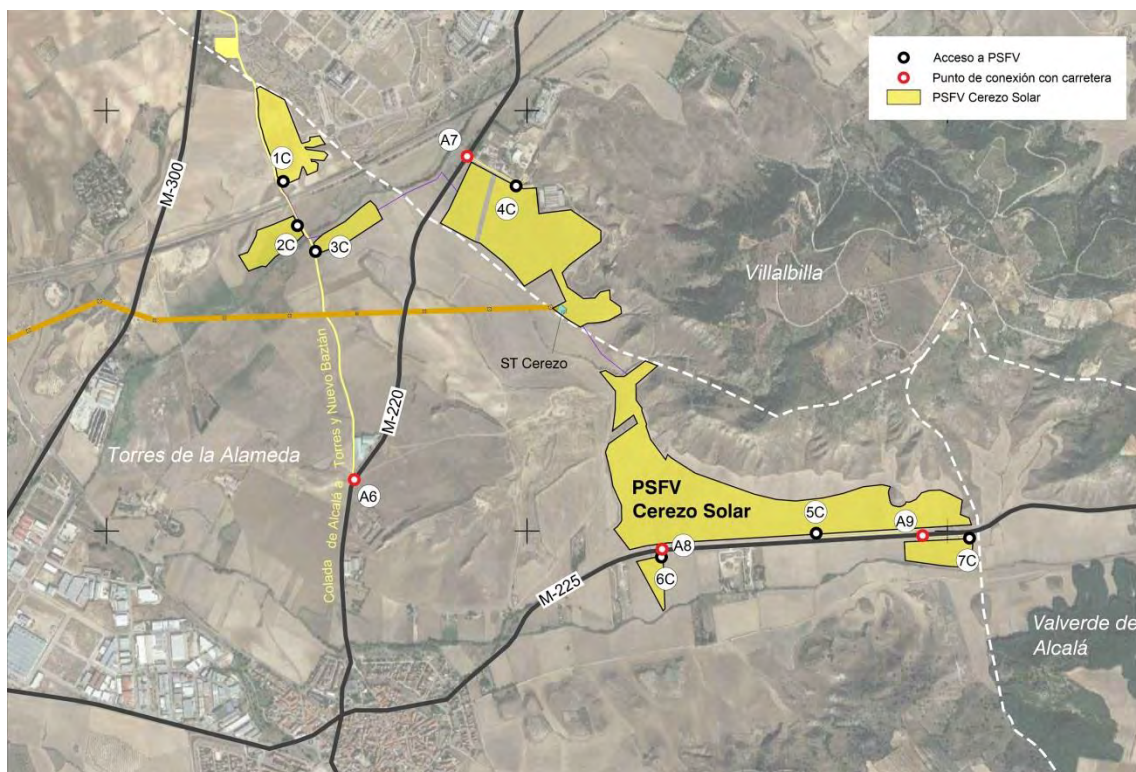 Acceso a PSFV
Punto de conexión con carretera
PSFV Cerezo Solar
M-300
A7
1C
4C
2C
3C
Villalbilla
ST Cerezo
M-220
Colada de Alcalá a Torres y Nuevo Baztán
Torres de la Alameda
A6
PSFV
Cerezo Solar
5C
A9
A8
7C
6C
M-225
Valverde de
Alcalá